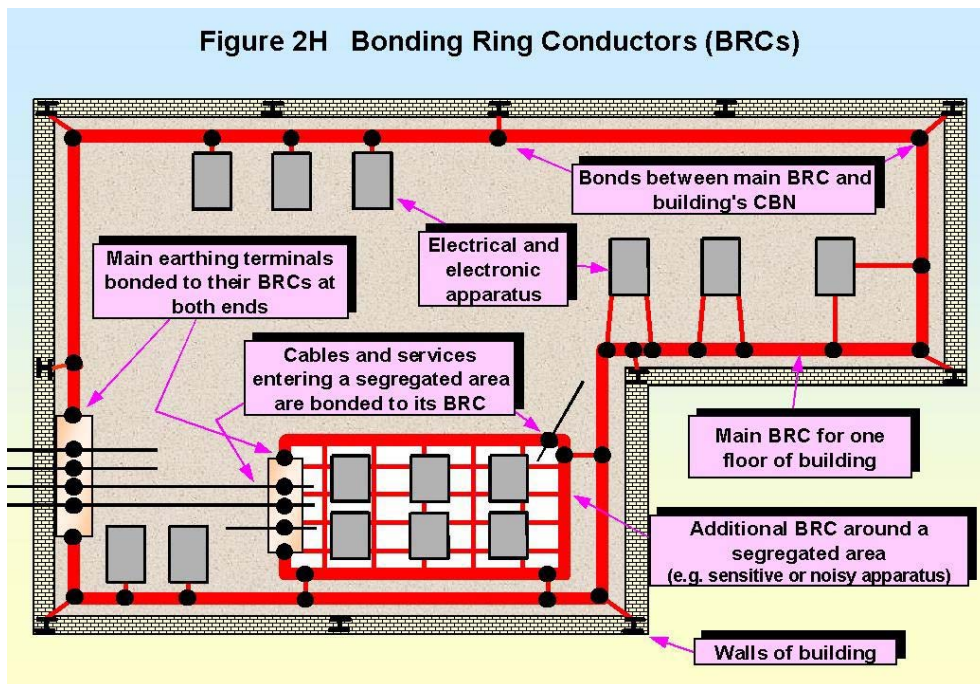 Figure 2H   Bonding Ring Conductors (BRCs)
Bonds between main BRC and
building's CBN
Main earthing terminals
bonded to their BRCs at
both ends
Electrical and
electronic
apparatus
Cables and services
entering a segregated area
are bonded to its BRC
Main BRC for one
floor of building
Additional BRC around a
segregated area
(e.g. sensitive or noisy apparatus)
Walls of building